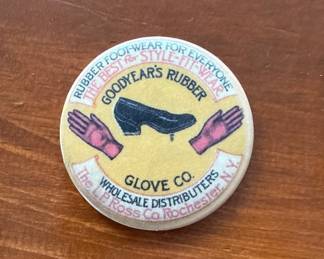 RUBBER FOOT-WEAR FOR EVERYONE
THE BEST for STYLE-FIT-WEAR
GOODYEAR'S RUBBER
GLOVE CO.
WHOLESALE DISTRIBUTERS
The L.P. Ross Co. Rochester, N.Y.